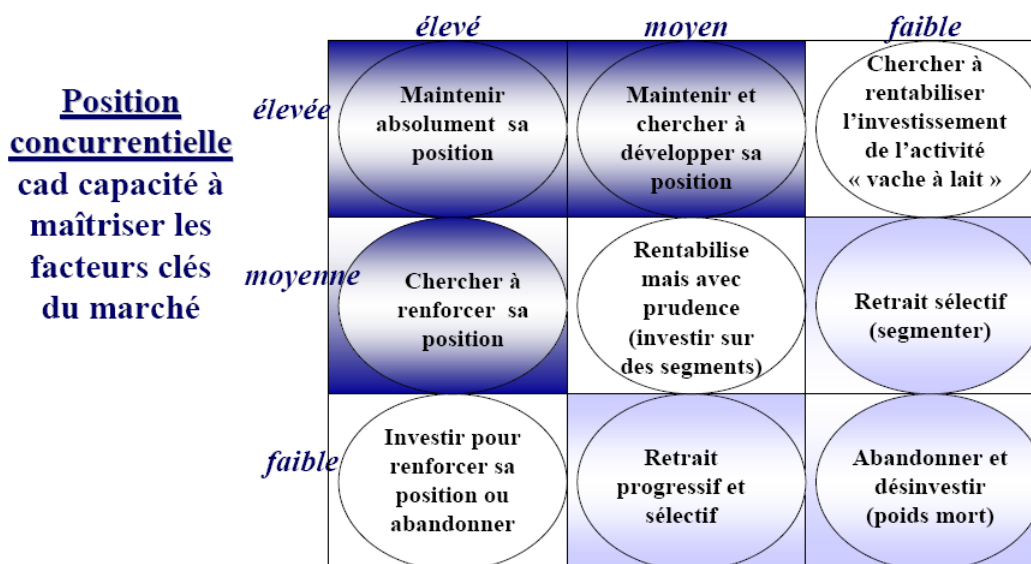 élevé
moyen
faible
Position
concurrentielle
cad capacité à
maîtriser les
facteurs clés
du marché
élevée
Maintenir
absolument sa
position
Maintenir et
chercher à
développer sa
position
Chercher à
rentabiliser
l’investissement
de l’activité
« vache à lait »
moyenne
Chercher à
renforcer sa
position
Rentabilise
mais avec
prudence
(investir sur
des segments)
Retrait sélectif
(segmenter)
faible
Investir pour
renforcer sa
position ou
abandonner
Retrait
progressif et
sélectif
Abandonner et
désinvestir
(poids mort)